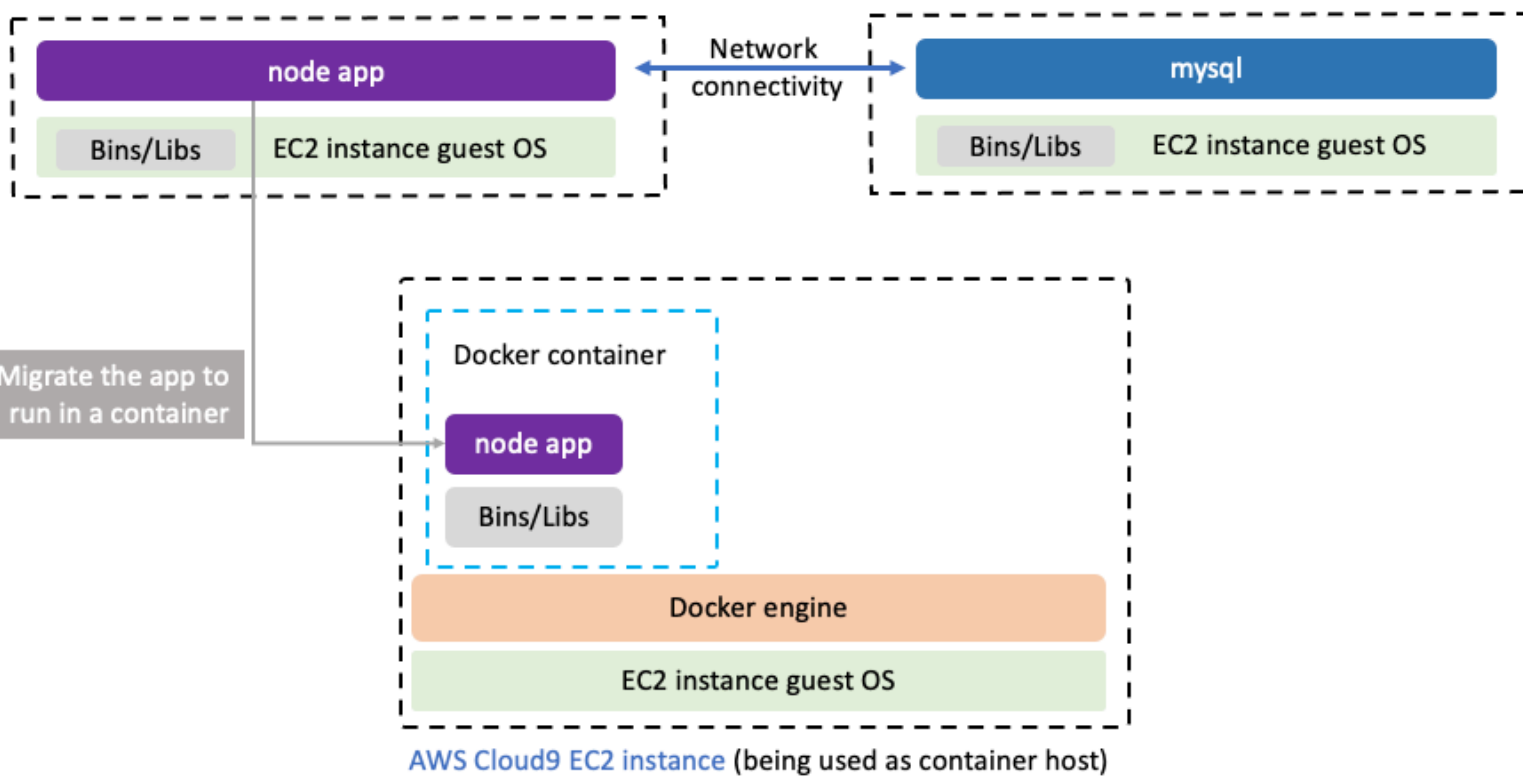 node app
Network
connectivity
mysql
Bins/Libs
EC2 instance guest OS
Bins/Libs
EC2 instance guest OS
Docker container
Migrate the app to
run in a container
node app
Bins/Libs
Docker engine
EC2 instance guest OS
AWS Cloud9 EC2 instance (being used as container host)